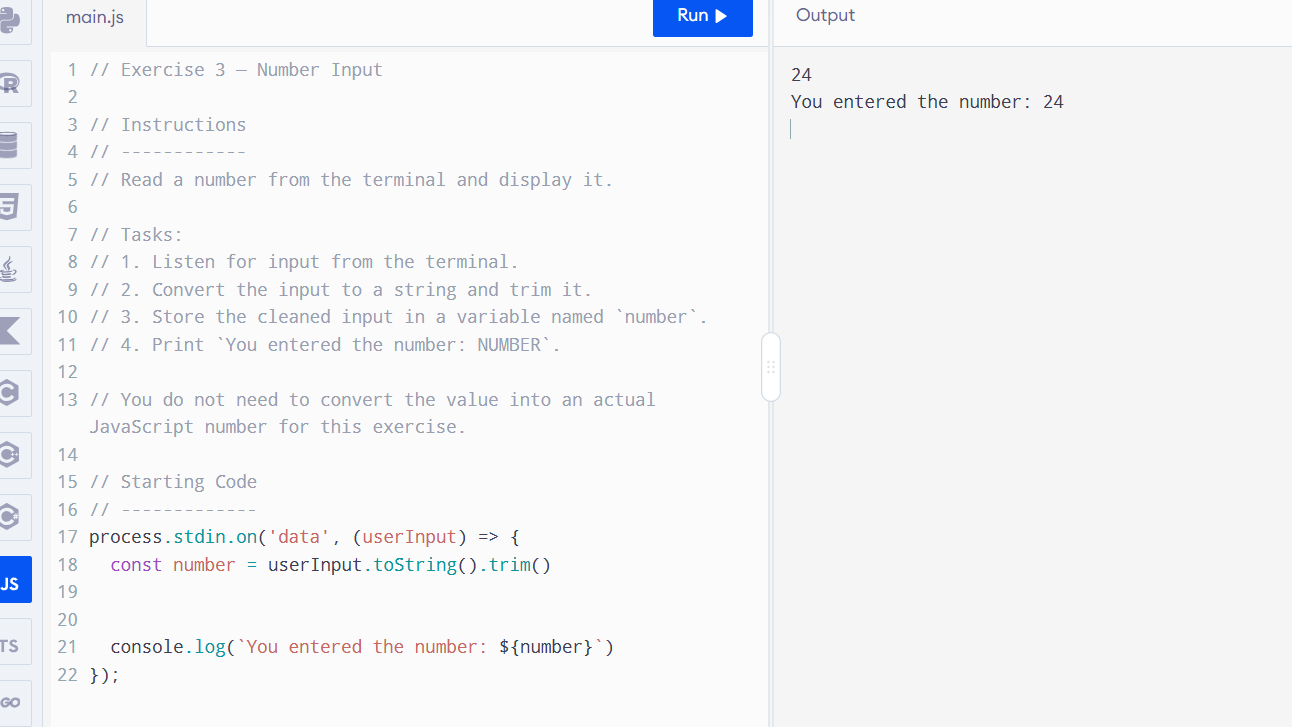 main.js
Run
Output
1 // Exercise 3 – Number Input
2
3 // Instructions
4 // ------------
5 // Read a number from the terminal and display it.
6
7 // Tasks:
8 // 1. Listen for input from the terminal.
9 // 2. Convert the input to a string and trim it.
10 // 3. Store the cleaned input in a variable named `number`.
11 // 4. Print `You entered the number: NUMBER`.
12
13 // You do not need to convert the value into an actual
JavaScript number for this exercise.
14
15 // Starting Code
16 // -------------
17 process.stdin.on('data', (userInput) => {
18   const number = userInput.toString().trim()
19
20
21   console.log(`You entered the number: ${number}`)
22 });
24
You entered the number: 24
R
JS
TS
GO